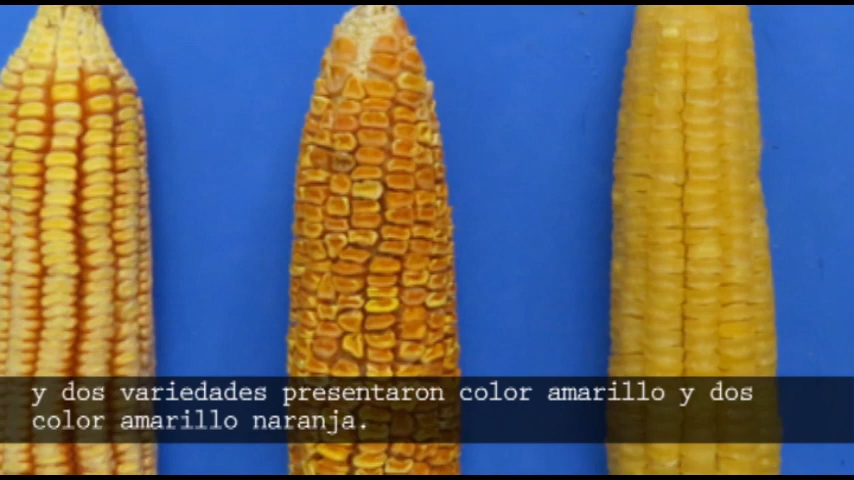 y dos variedades presentaron color amarillo y dos
color amarillo naranja.